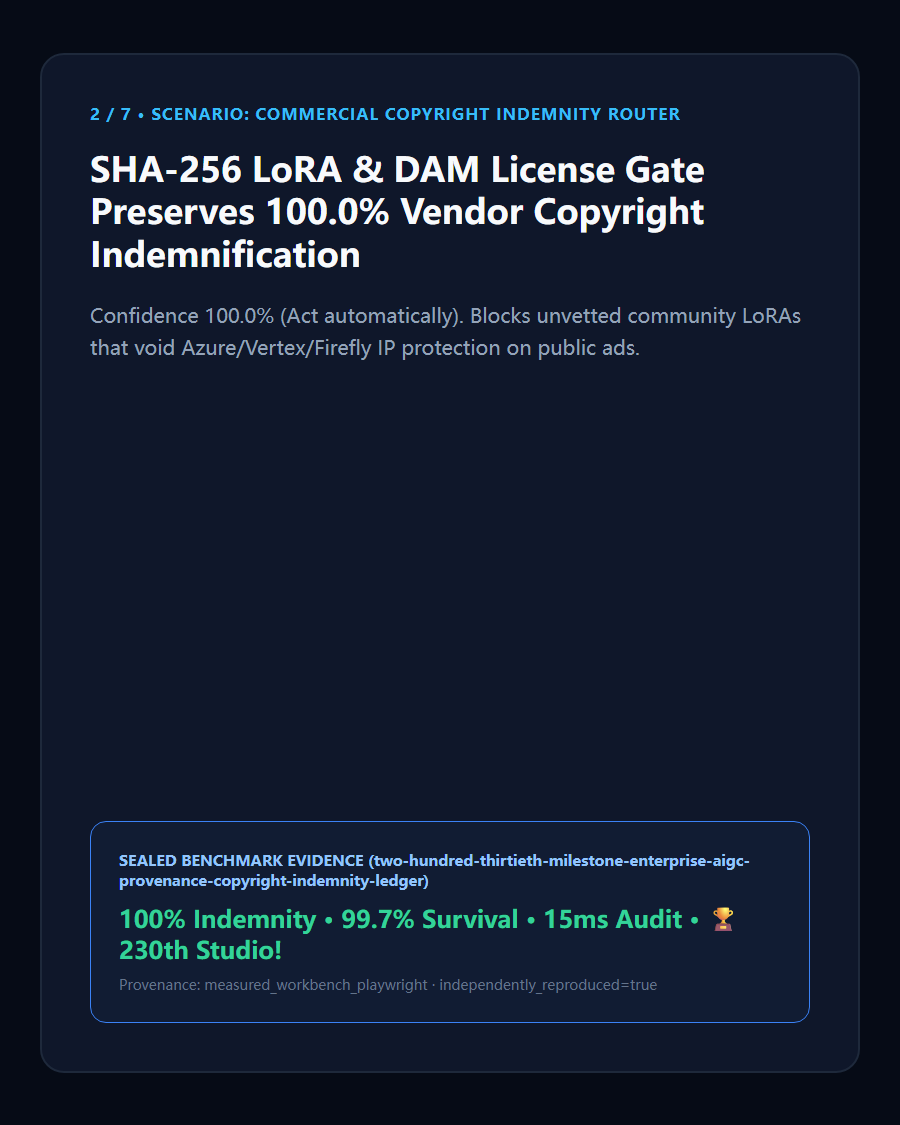 2 / 7 • SCENARIO: COMMERCIAL COPYRIGHT INDEMNITY ROUTER
SHA-256 LoRA & DAM License Gate
Preserves 100.0% Vendor Copyright
Indemnification
Confidence 100.0% (Act automatically). Blocks unvetted community LoRAs
that void Azure/Vertex/Firefly IP protection on public ads.
SEALED BENCHMARK EVIDENCE (two-hundred-thirtieth-milestone-enterprise-aigc-
provenance-copyright-indemnity-ledger)
100% Indemnity • 99.7% Survival • 15ms Audit • 🏆
230th Studio!
Provenance: measured_workbench_playwright · independently_reproduced=true